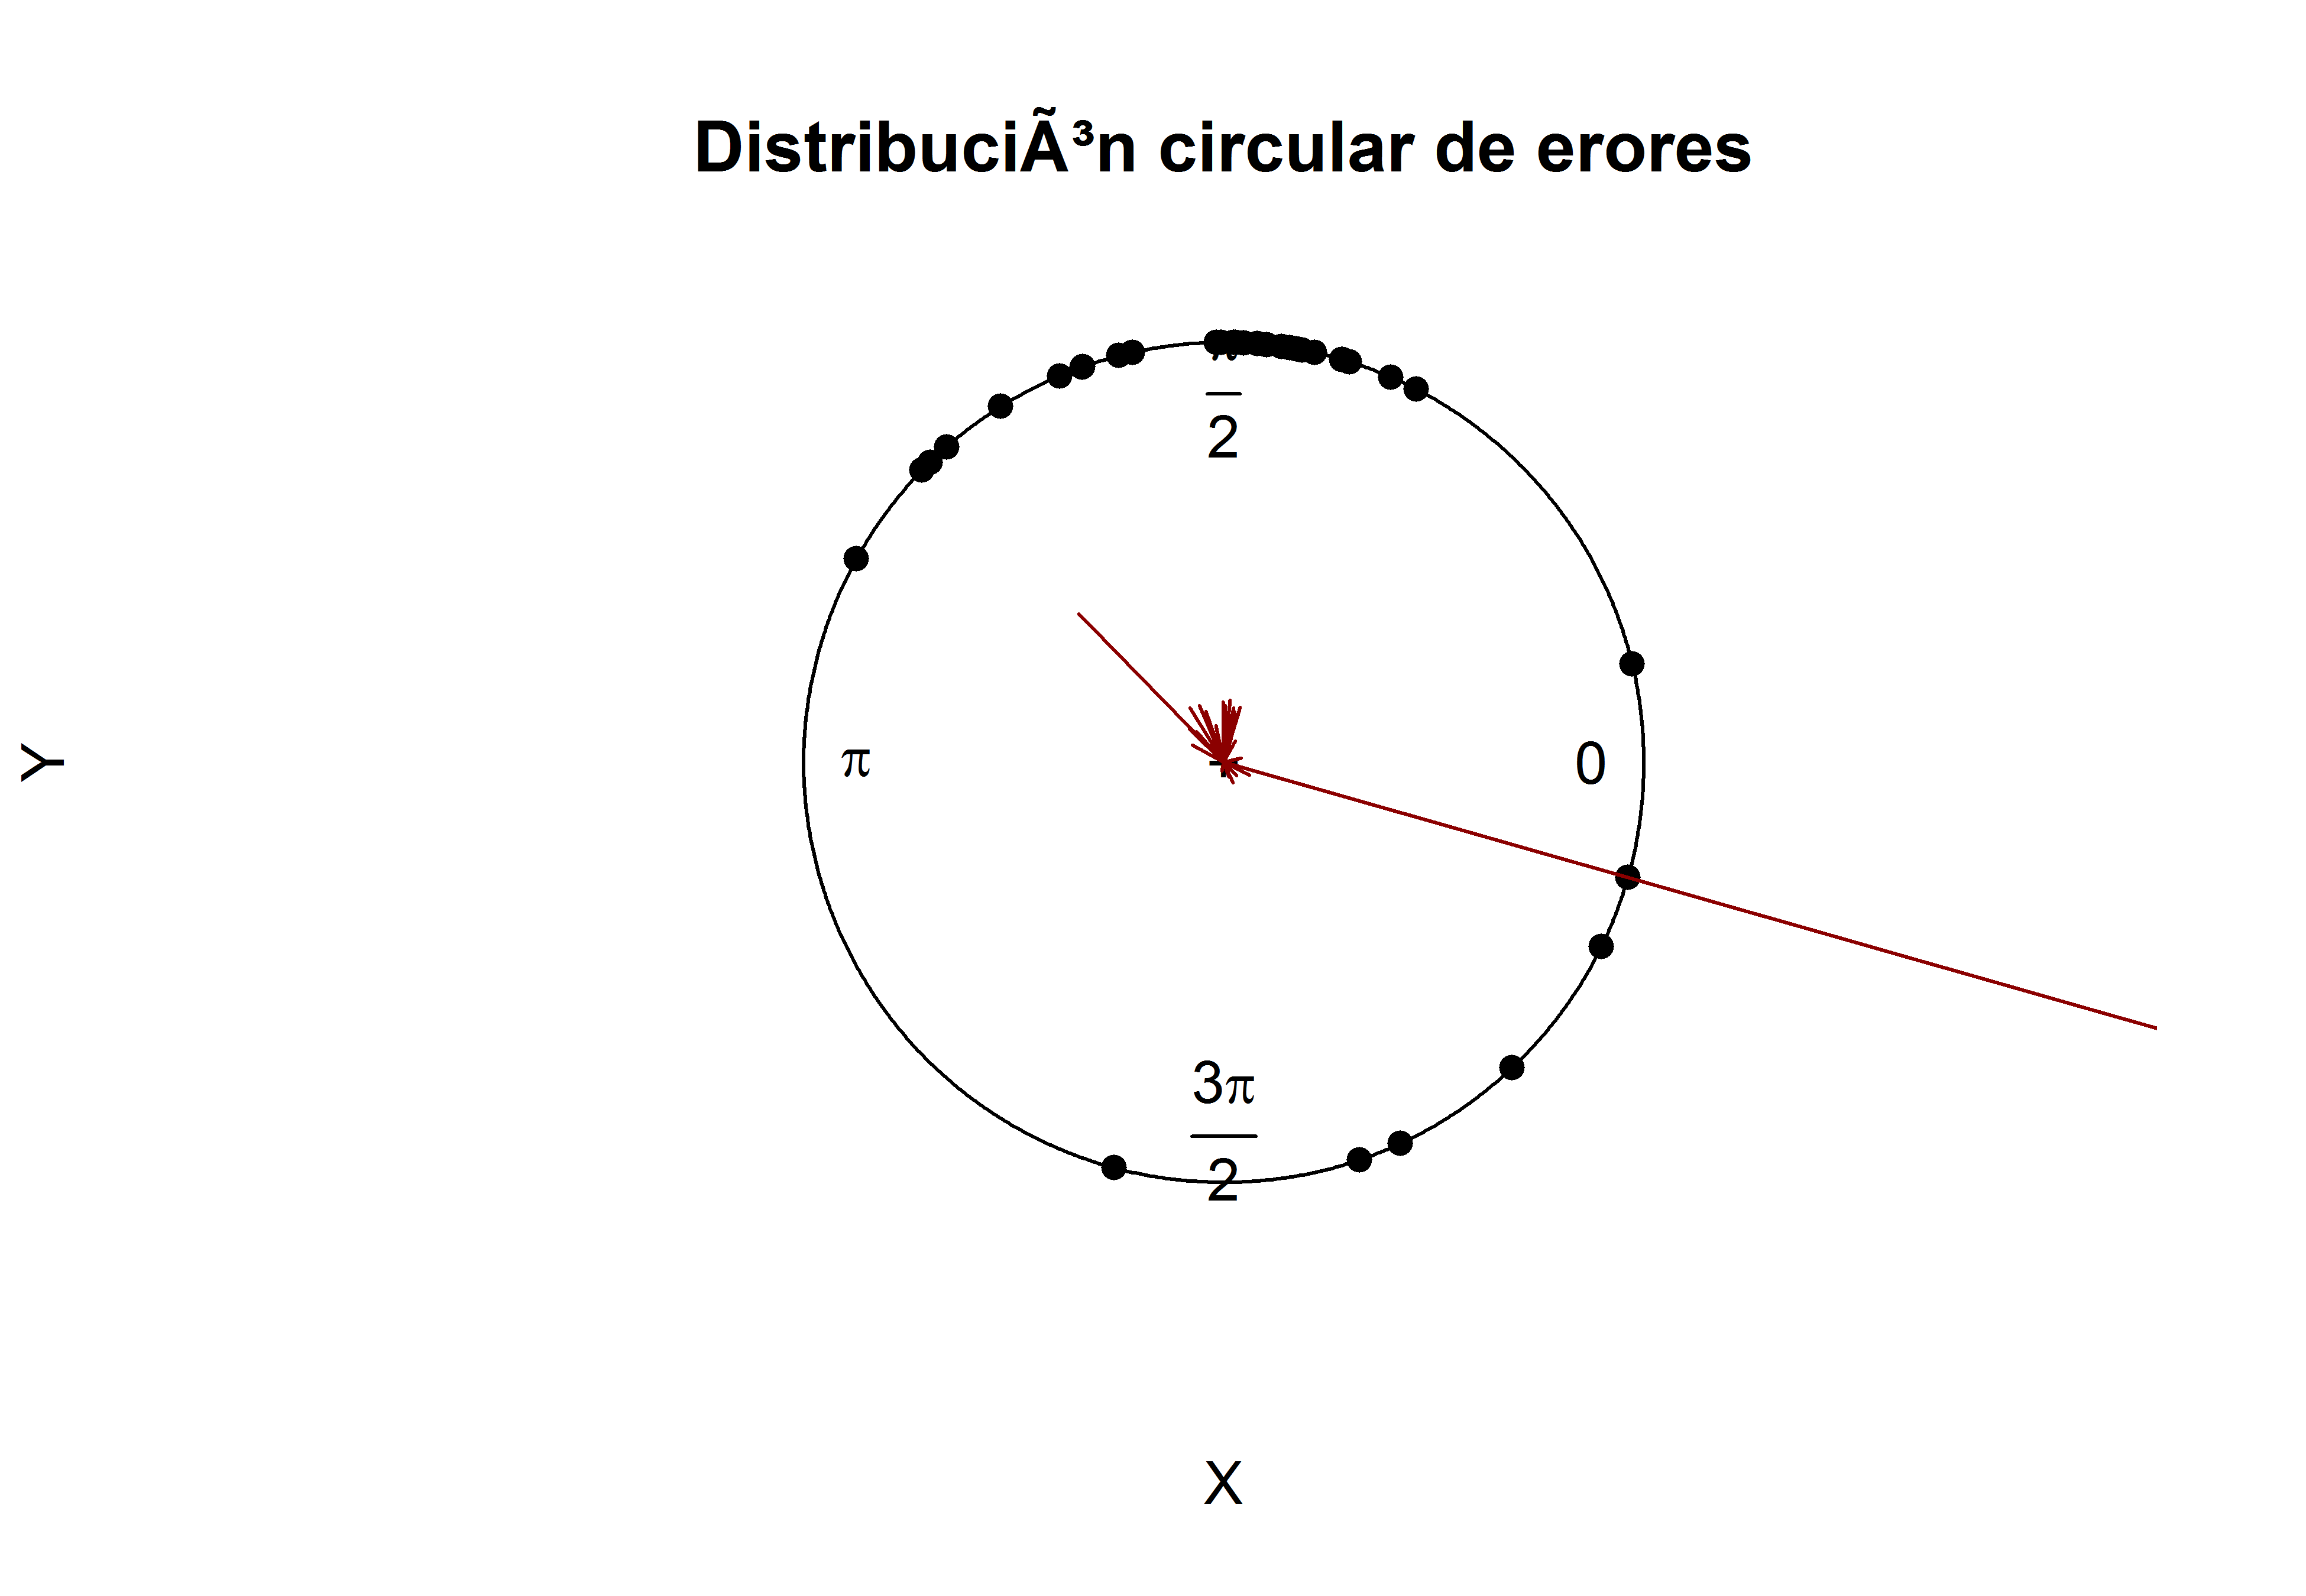 DistribuciÃ³n circular de erores
π
2
Y
π
0
3π
2
X